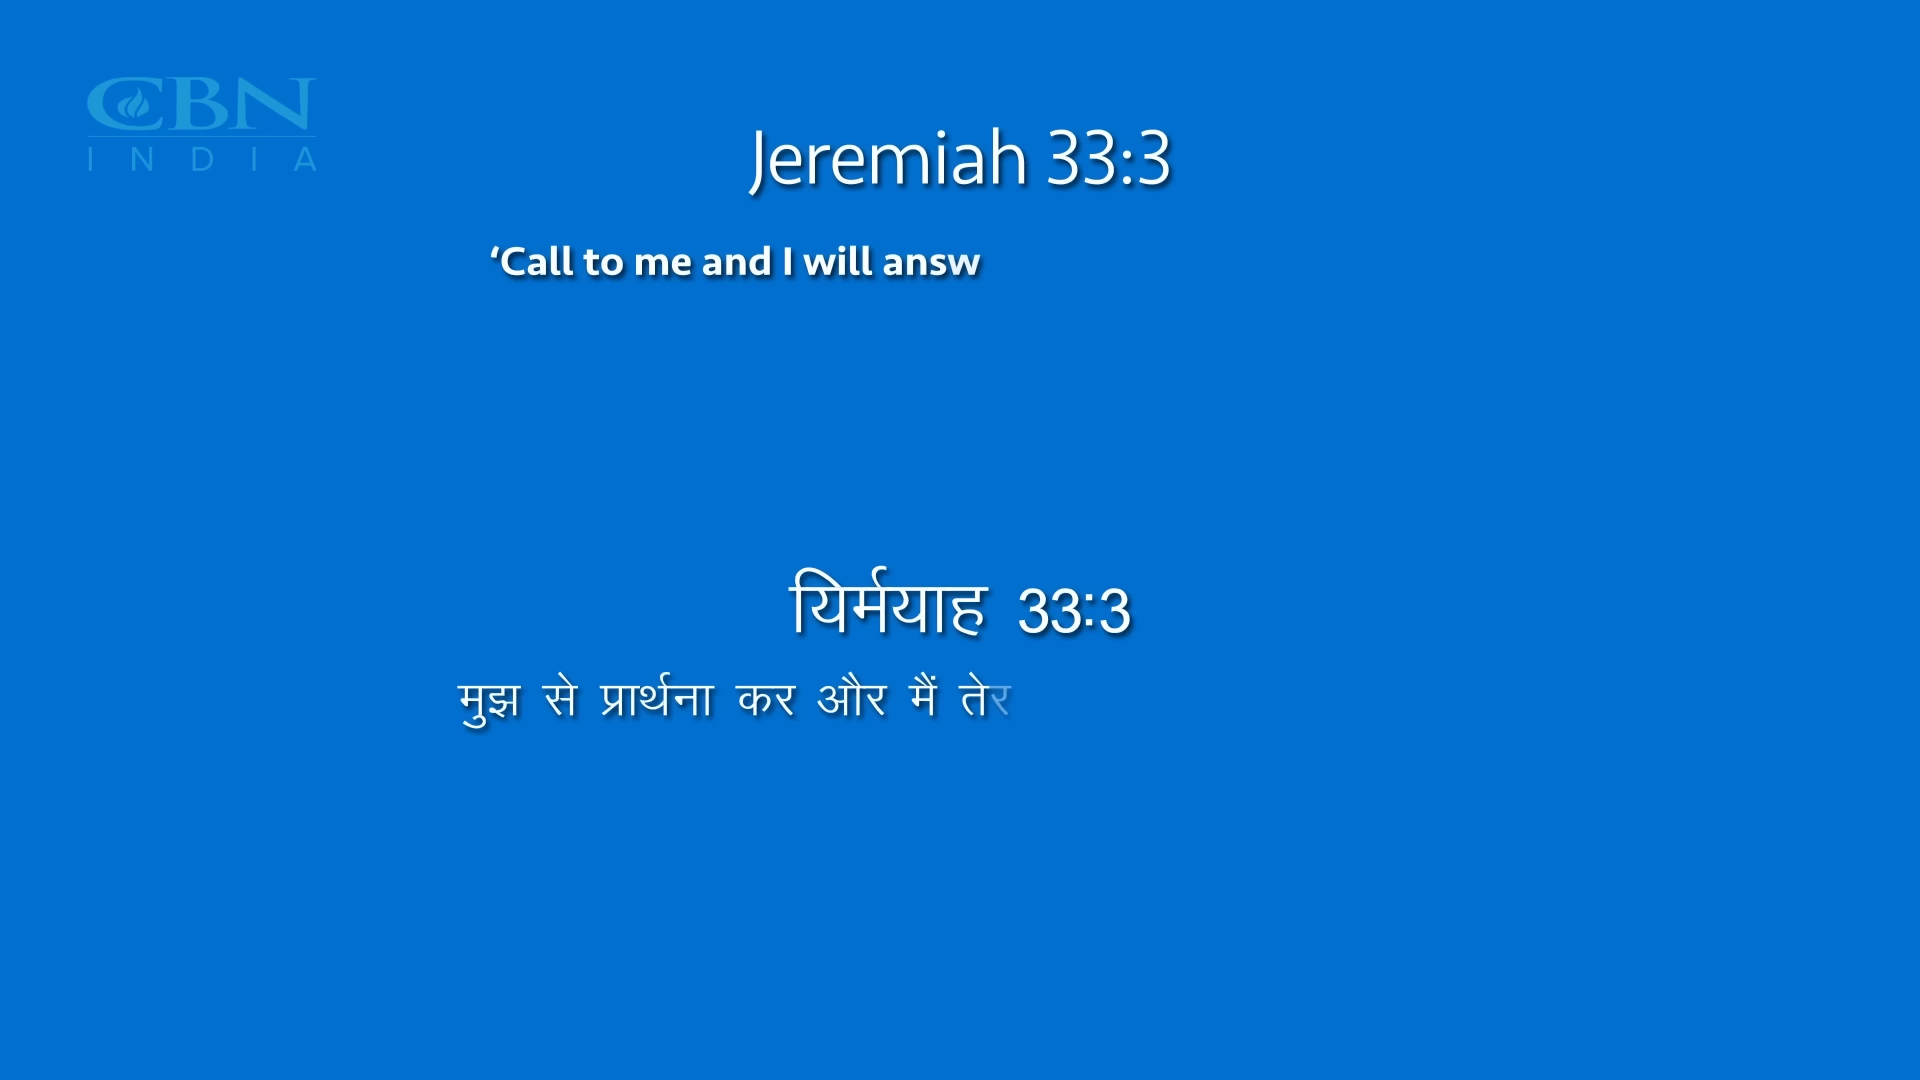 CBN
INDIA
Jeremiah 33:3
‘Call to me and I will answ
यिर्मयाह 33:3
मुझ से प्रार्थना कर और मैं तेर